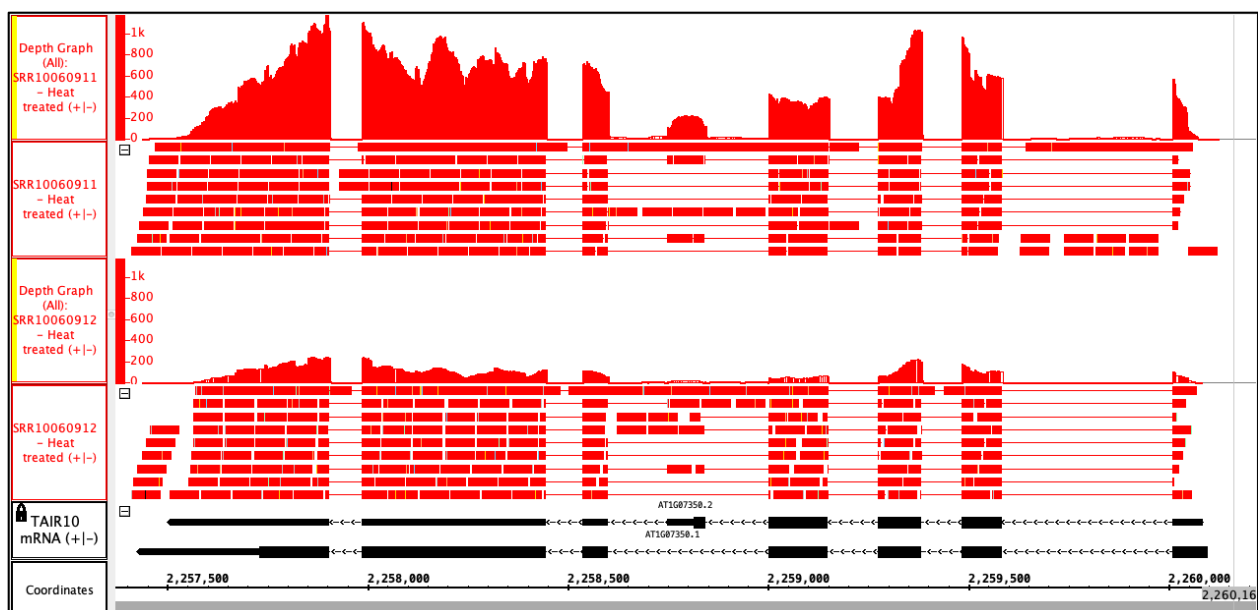 Depth Graph
(All):
SRR10060911
– Heat
treated (+|-)
1k
800
600
400
200
0
SRR10060911
– Heat
treated (+|-)
Depth Graph
(All):
SRR10060912
– Heat
treated (+|-)
1k
800
600
400
200
0
SRR10060912
– Heat
treated (+|-)
TAIR10
mRNA (+|-)
AT1G07350.2
AT1G07350.1
Coordinates
2,257,500 2,258,000 2,258,500 2,259,000 2,259,500 2,260,000
2,260,16